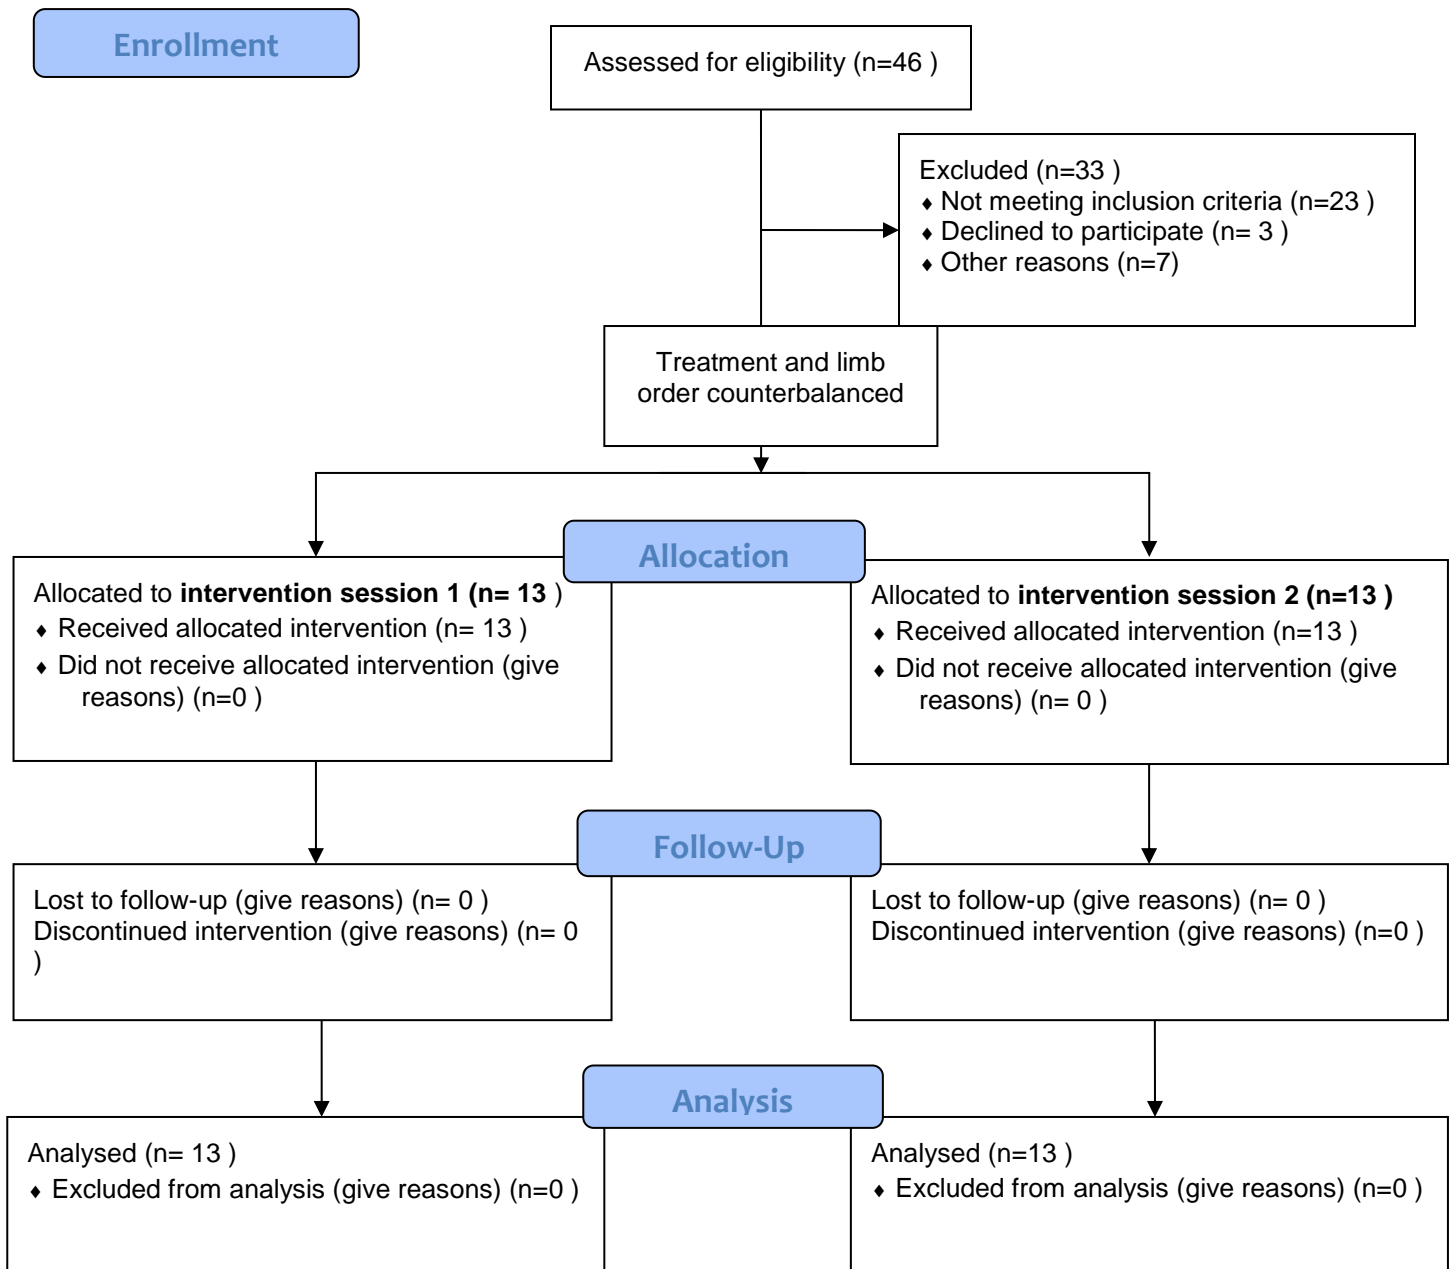 Enrollment
Assessed for eligibility (n=46 )
Excluded (n=33 )
♦ Not meeting inclusion criteria (n=23 )
♦ Declined to participate (n= 3 )
♦ Other reasons (n=7)
Treatment and limb
order counterbalanced
Allocation
Allocated to intervention session 1 (n= 13 )
♦ Received allocated intervention (n= 13 )
♦ Did not receive allocated intervention (give
reasons) (n=0 )
Allocated to intervention session 2 (n=13 )
♦ Received allocated intervention (n=13 )
♦ Did not receive allocated intervention (give
reasons) (n= 0 )
Follow-Up
Lost to follow-up (give reasons) (n= 0 )
Discontinued intervention (give reasons) (n= 0
)
Lost to follow-up (give reasons) (n= 0 )
Discontinued intervention (give reasons) (n=0 )
Analysis
Analysed (n= 13 )
♦ Excluded from analysis (give reasons) (n=0 )
Analysed (n=13 )
♦ Excluded from analysis (give reasons) (n=0 )